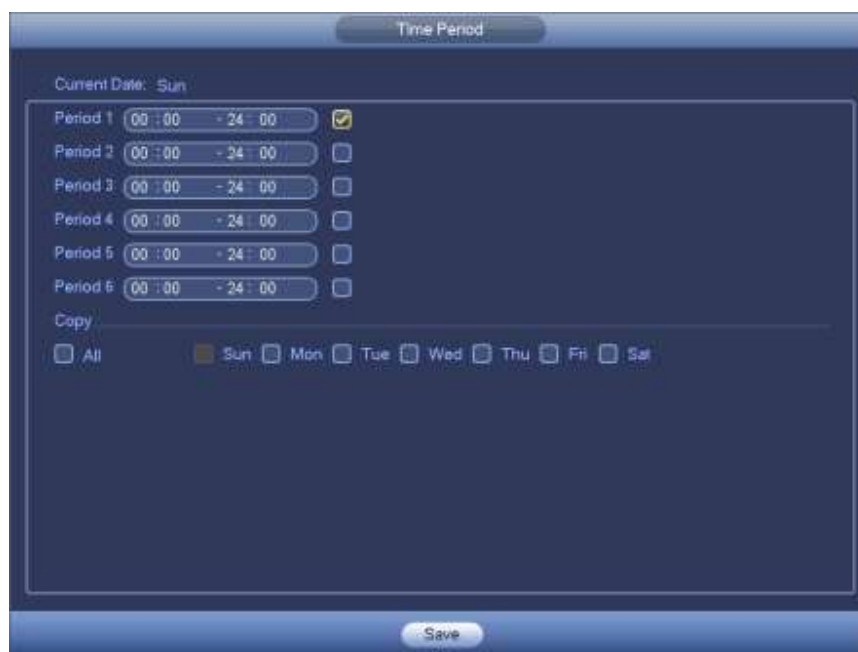 Time Period
Current Date: Sun
Period 1 00 : 00 - 24 : 00
Period 2 00 : 00 - 24 : 00
Period 3 00 : 00 - 24 : 00
Period 4 00 : 00 - 24 : 00
Period 5 00 : 00 - 24 : 00
Period 6 00 : 00 - 24 : 00
Copy
All Sun Mon Tue Wed Thu Fri Sat
Save